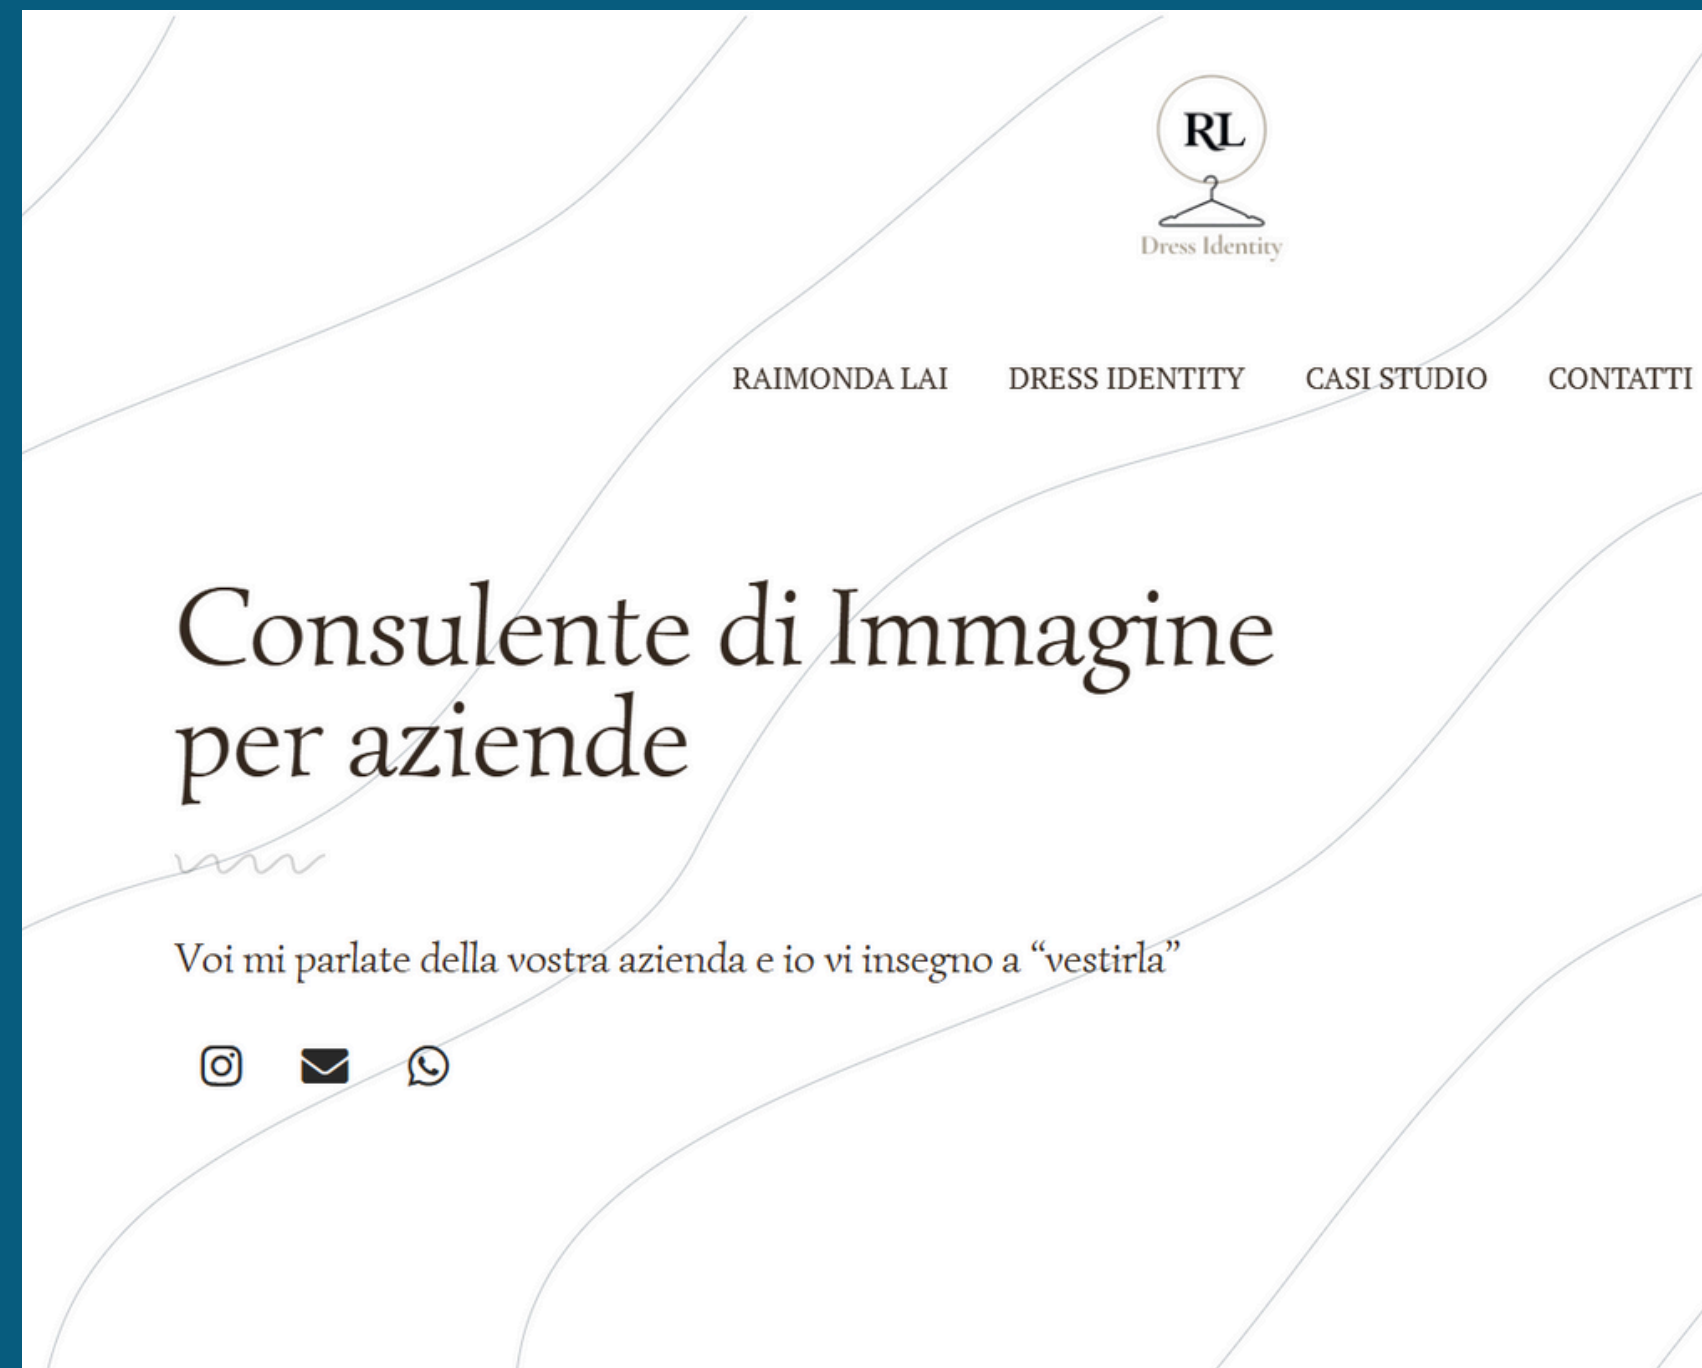 RL
Dress Identity
RAIMONDA LAI DRESS IDENTITY CASI STUDIO CONTATTI
Consulente di Immagine
per aziende
Voi mi parlate della vostra azienda e io vi insegno a “vestirla”